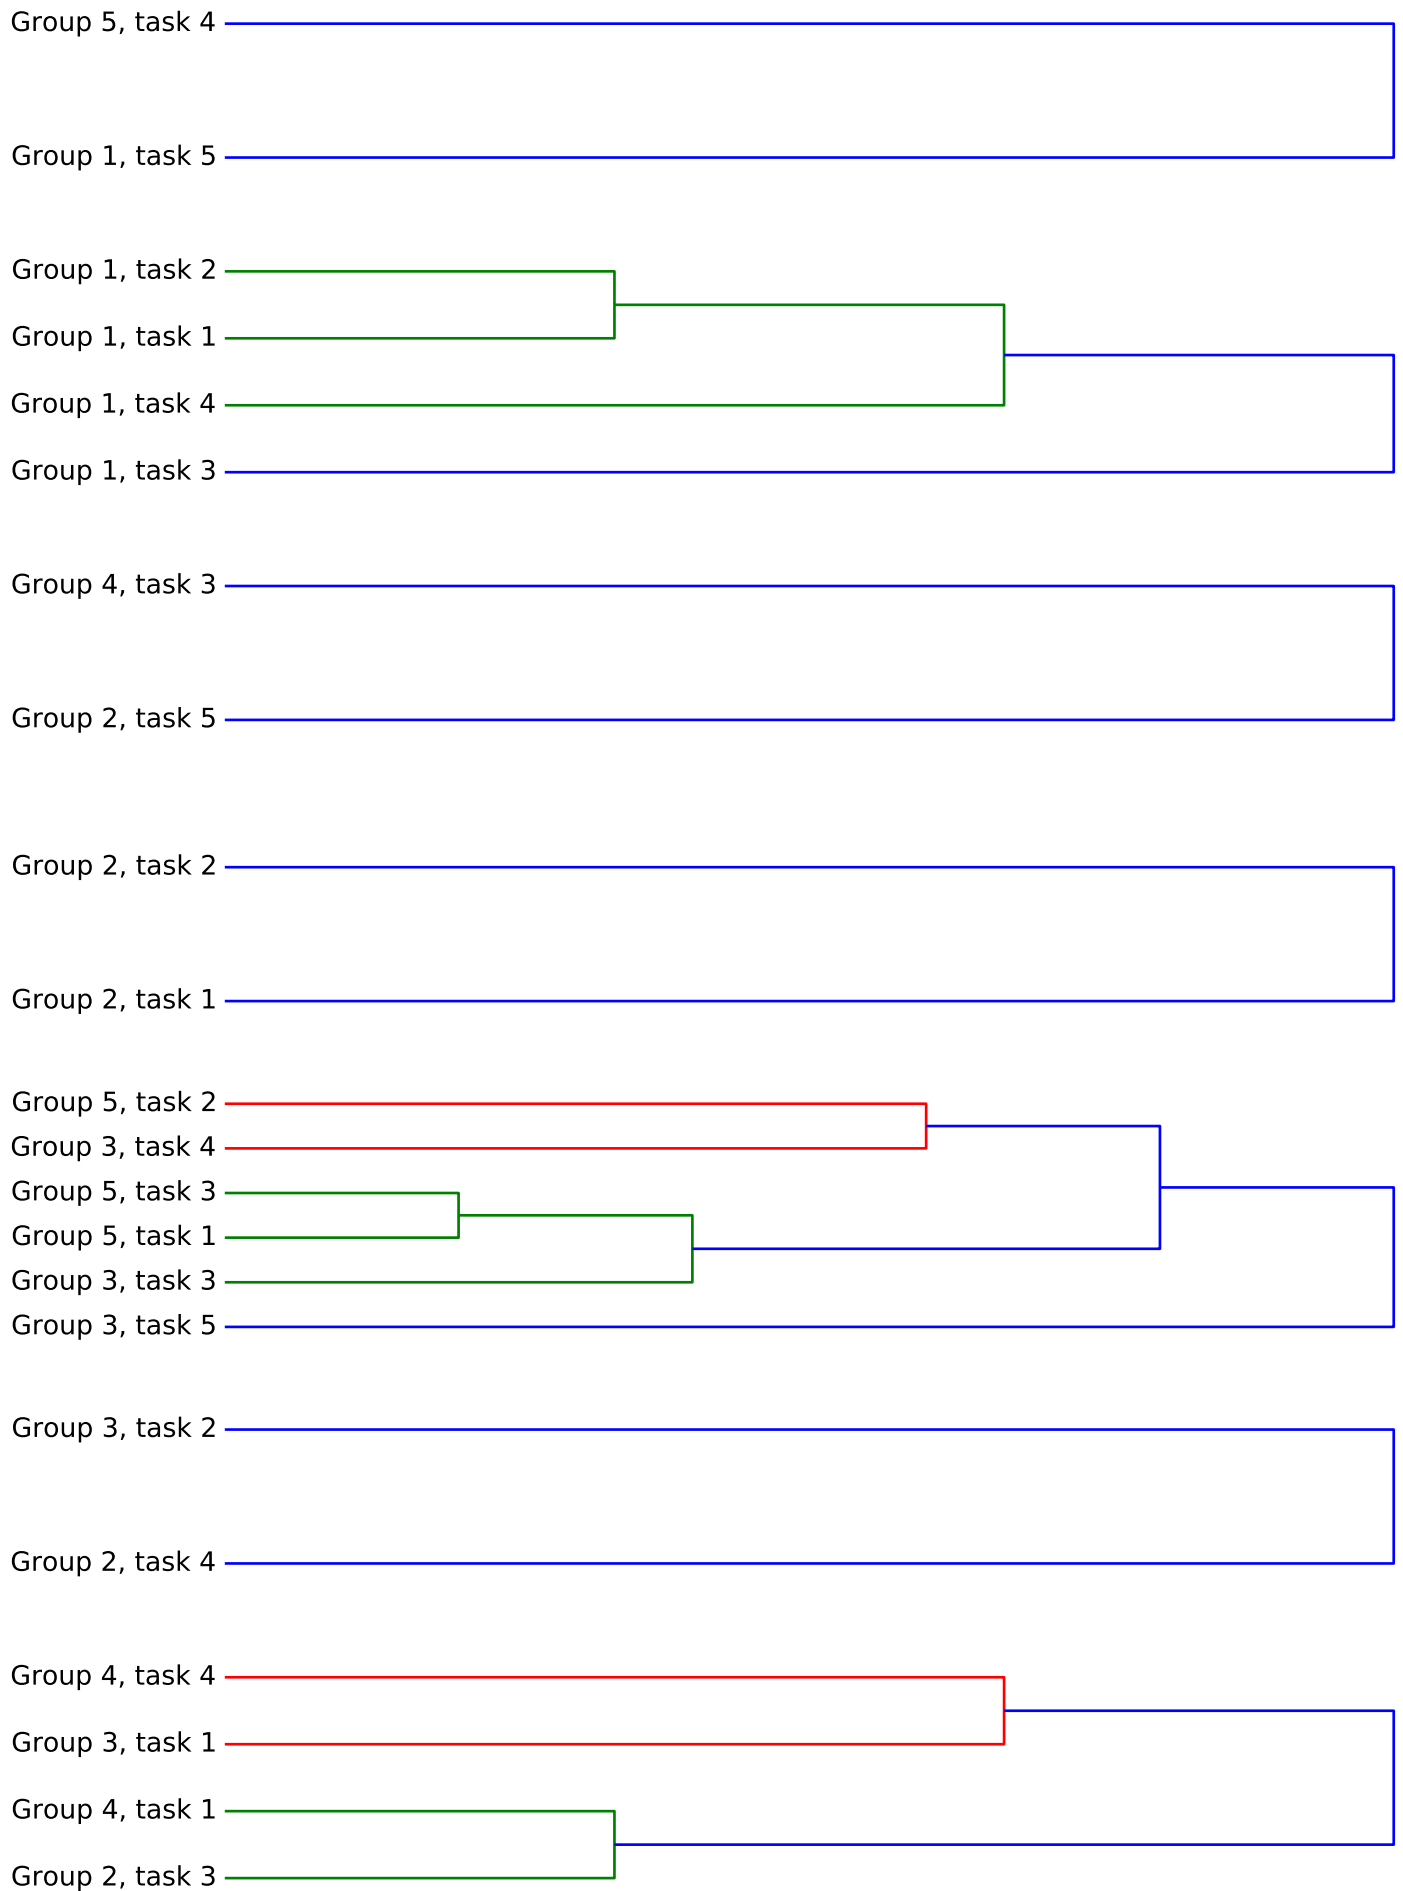 Group 5, task 4
Group 1, task 5
Group 1, task 2
Group 1, task 1
Group 1, task 4
Group 1, task 3
Group 4, task 3
Group 2, task 5
Group 2, task 2
Group 2, task 1
Group 5, task 2
Group 3, task 4
Group 5, task 3
Group 5, task 1
Group 3, task 3
Group 3, task 5
Group 3, task 2
Group 2, task 4
Group 4, task 4
Group 3, task 1
Group 4, task 1
Group 2, task 3